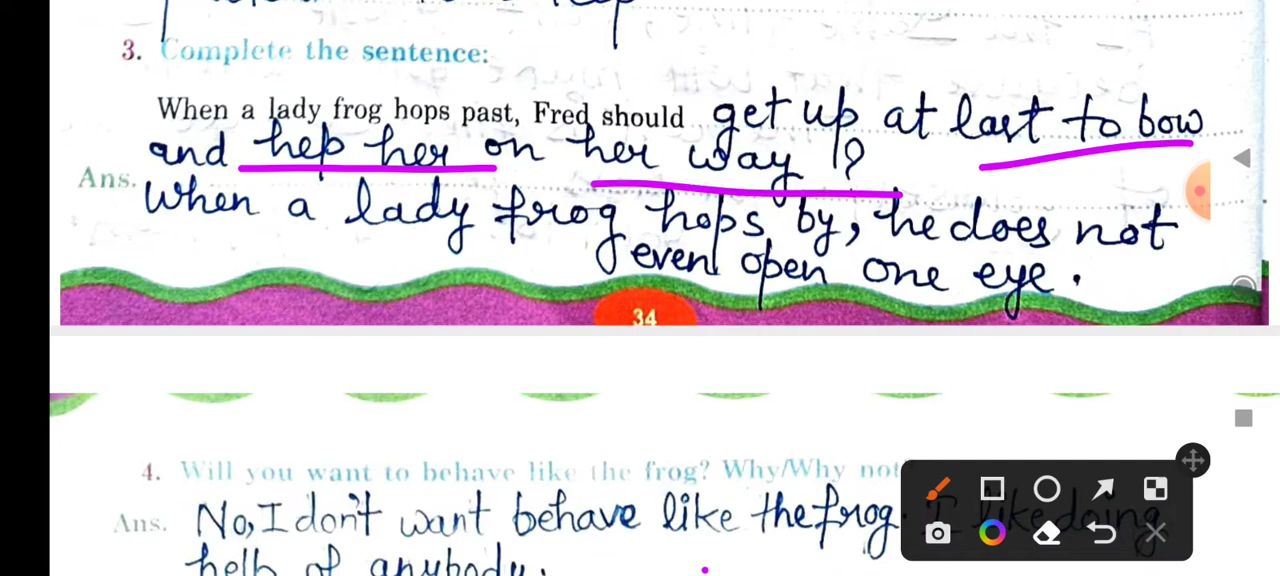 3. Complete the sentence:
When a lady frog hops past, Fred should get up at last to bow
and hep her on her way ?
Ans. When a lady frog hops by, he does not
even open one eye.
34
4. Will you want to behave like the frog? Why/Why not
Ans. No, I don't want behave like the frog. I like doing
help of anybody.